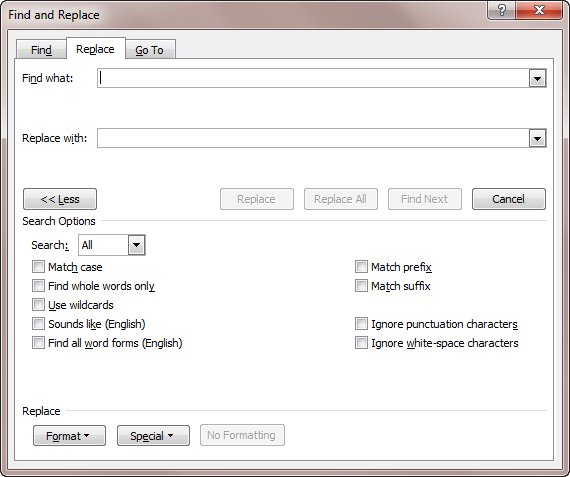 Find and Replace
Find Replace Go To
Find what:
Replace with:
<< Less Replace Replace All Find Next Cancel
Search Options
Search: All
Match case Match prefix
Find whole words only Match suffix
Use wildcards
Sounds like (English) Ignore punctuation characters
Find all word forms (English) Ignore white-space characters
Replace
Format Special No Formatting